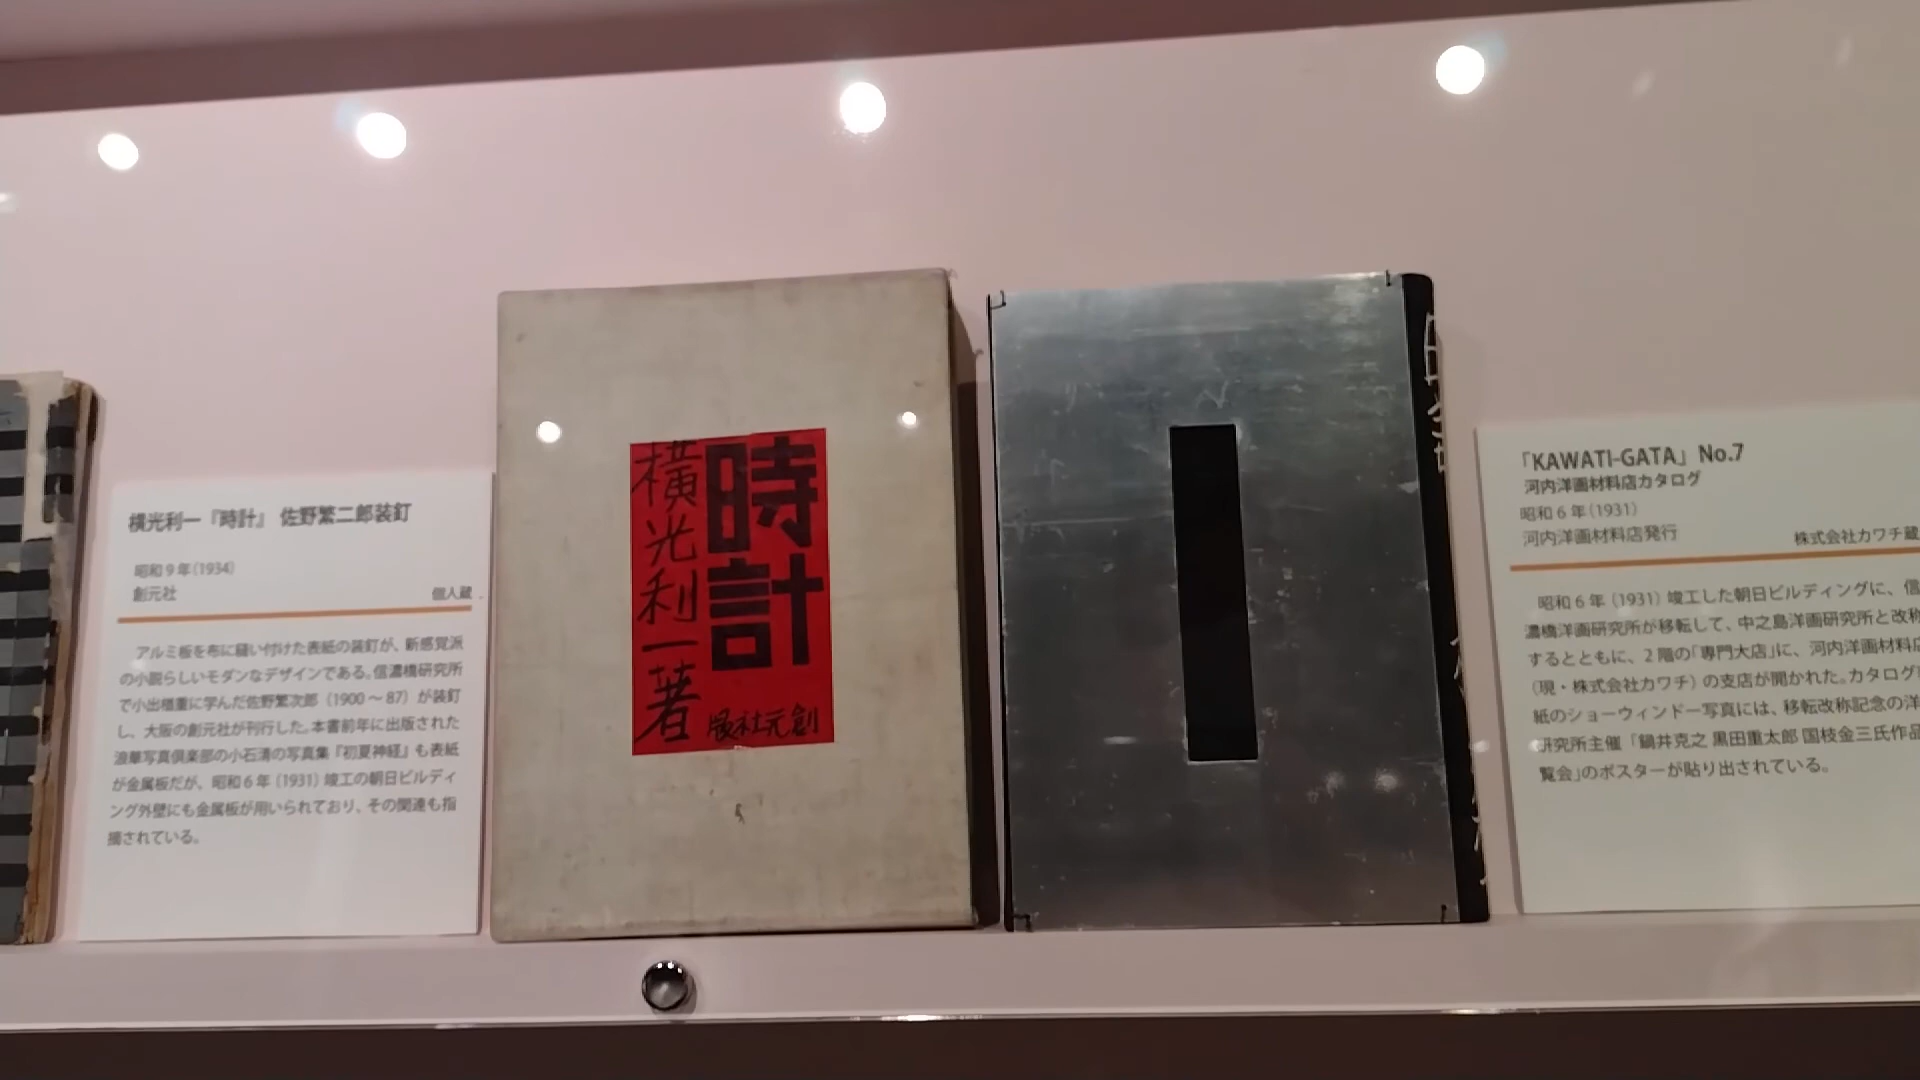 横光利一『時計』 佐野繁二郎装釘
昭和9年(1934)
創元社
個人蔵
アルミ板を布に縫い付けた表紙の装釘が、新感覚派
の小説らしいモダンなデザインである。信濃橋研究所
で小出楢重に学んだ佐野繁次郎(1900～87)が装釘
し、大阪の創元社が刊行した。本書前年に出版された
浪華写真倶楽部の小石清の写真集『初夏神経』も表紙
が金属板だが、昭和6年(1931)竣工の朝日ビルディ
ング外壁にも金属板が用いられており、その関連も指
摘されている。
時計
横光利一著
版社元創
「KAWATI-GATA」No.7
河内洋画材料店カタログ
昭和6年(1931)
河内洋画材料店発行
株式会社カワチ蔵
昭和6年(1931)竣工した朝日ビルディングに、信
濃橋洋画研究所が移転して、中之島洋画研究所と改称
するとともに、2階の「専門大店」に、河内洋画材料店
(現・株式会社カワチ)の支店が開かれた。カタログ
紙のショーウィンドー写真には、移転改称記念の洋
研究所主催「鍋井克之 黒田重太郎 国枝金三氏作品
覧会」のポスターが貼り出されている。